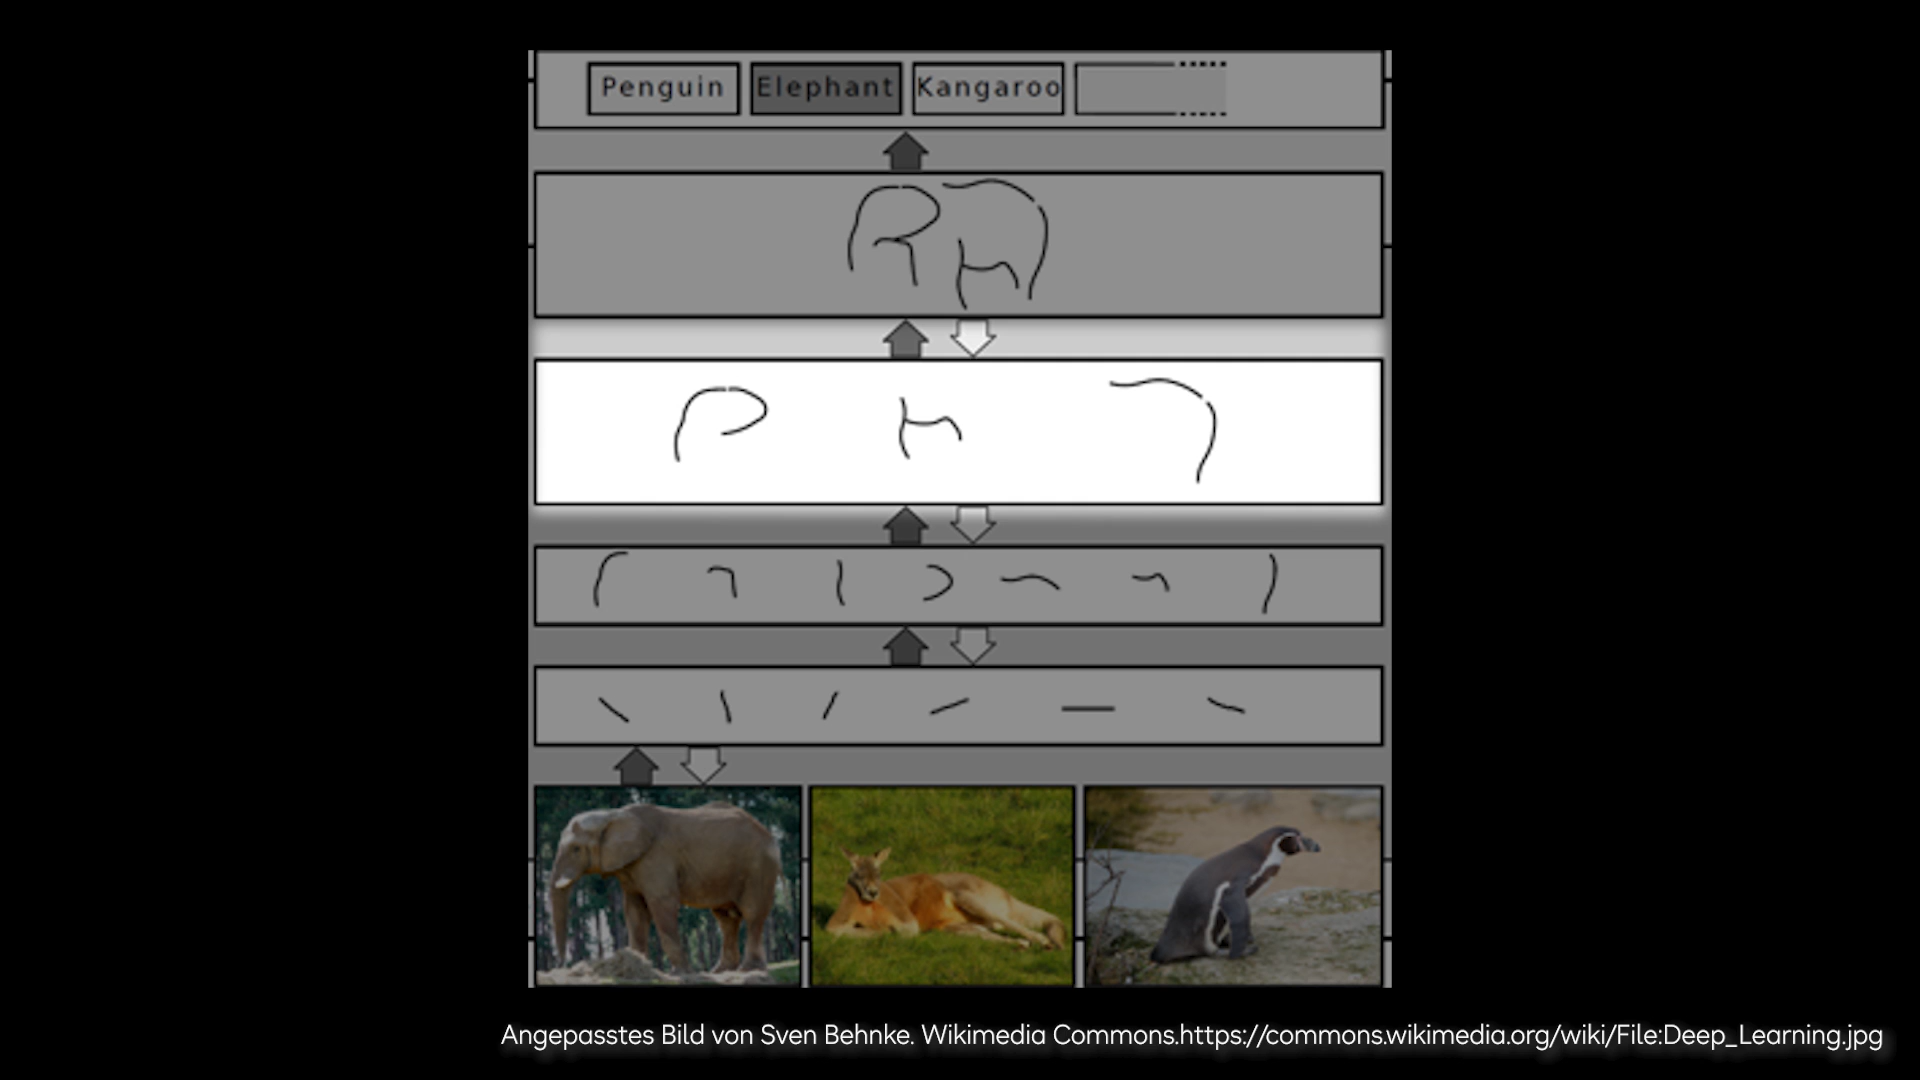 Penguin Elephant Kangaroo
Angepasstes Bild von Sven Behnke. Wikimedia Commons.https://commons.wikimedia.org/wiki/File:Deep_Learning.jpg